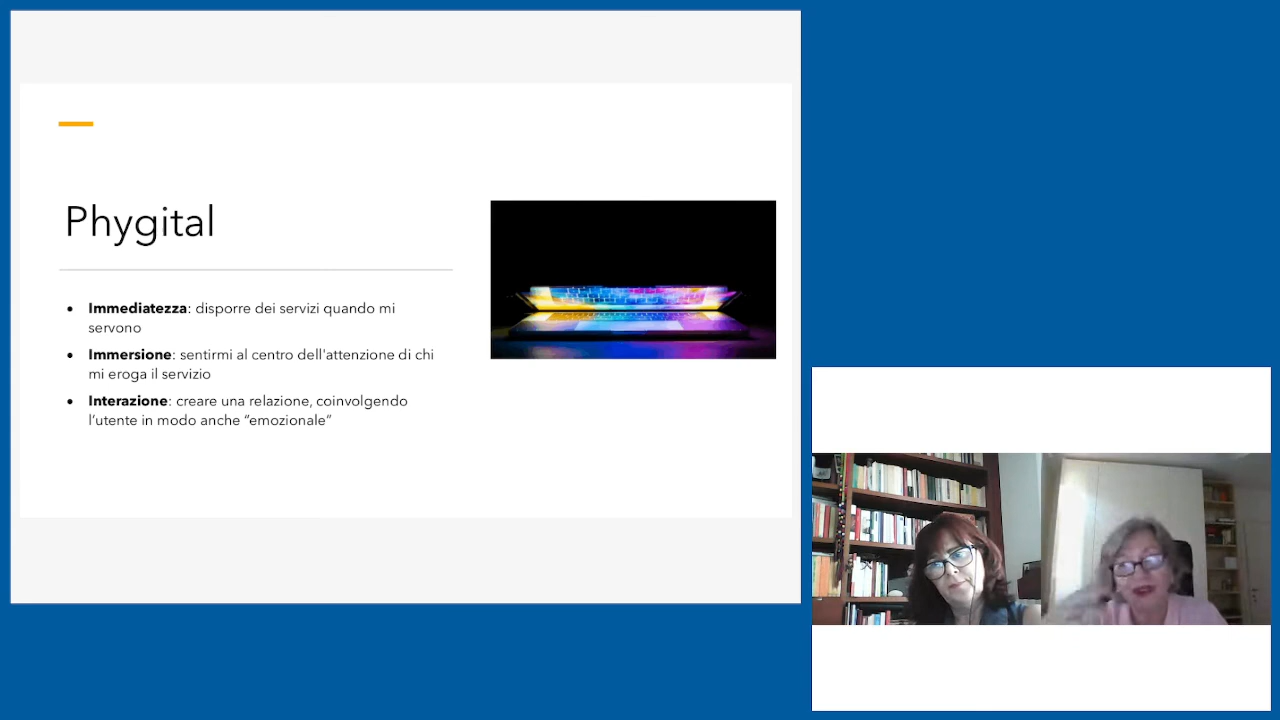 Phygital
• Immediatezza: disporre dei servizi quando mi
servono
• Immersione: sentirmi al centro dell'attenzione di chi
mi eroga il servizio
• Interazione: creare una relazione, coinvolgendo
l’utente in modo anche “emozionale”